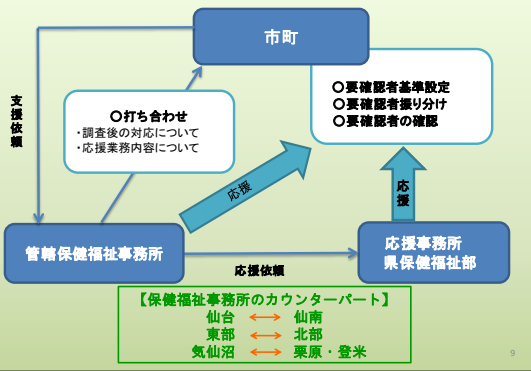 市町
〇要確認者基準設定
〇要確認者振り分け
〇要確認者の確認
支援依頼
〇打ち合わせ
・調査後の対応について
・応援業務内容について
応援
応援
管轄保健福祉事務所
応援依頼
応援事務所
県保健福祉部
【保健福祉事務所のカウンターパート】
仙台 ⟷ 仙南
東部 ⟷ 北部
気仙沼 ⟷ 栗原・登米
9